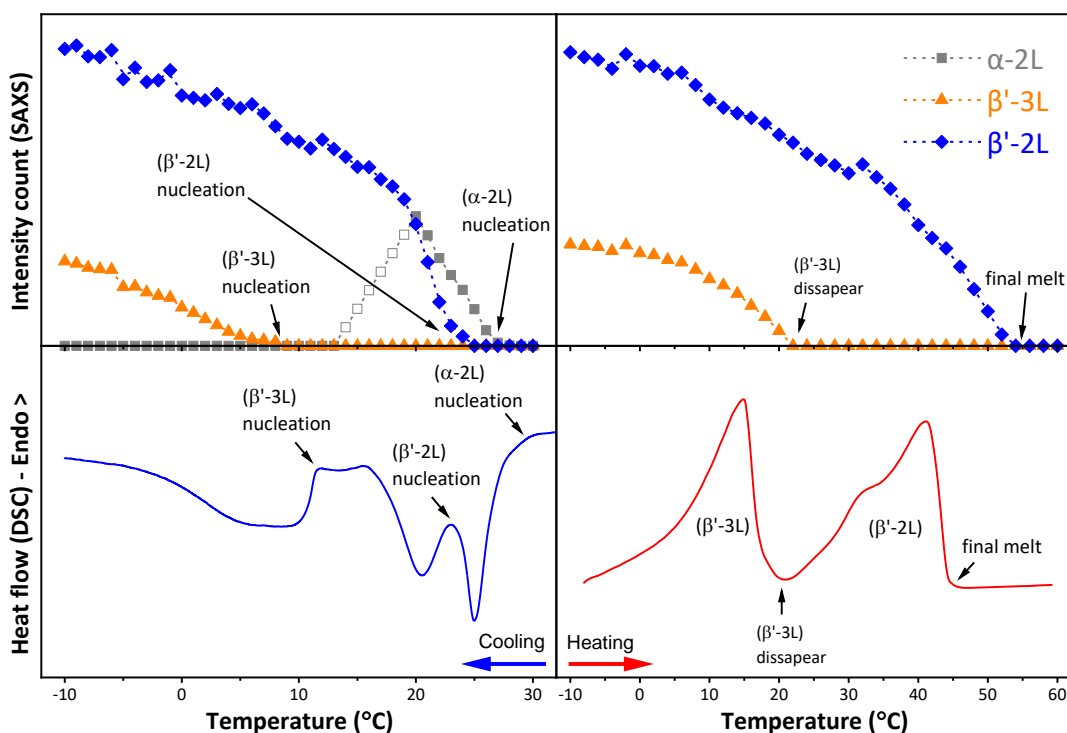 Intensity count (SAXS)
(β'-2L)
nucleation
(β'-3L)
nucleation
(α-2L)
nucleation
α-2L
β'-3L
β'-2L
(β'-3L)
dissapear
final melt
Heat flow (DSC) - Endo >
(β'-3L)
nucleation
(β'-2L)
nucleation
(α-2L)
nucleation
Cooling
-10 0 10 20 30
Temperature (°C)
(β'-3L)
(β'-2L)
final melt
(β'-3L)
dissapear
Heating
-10 0 10 20 30 40 50 60
Temperature (°C)